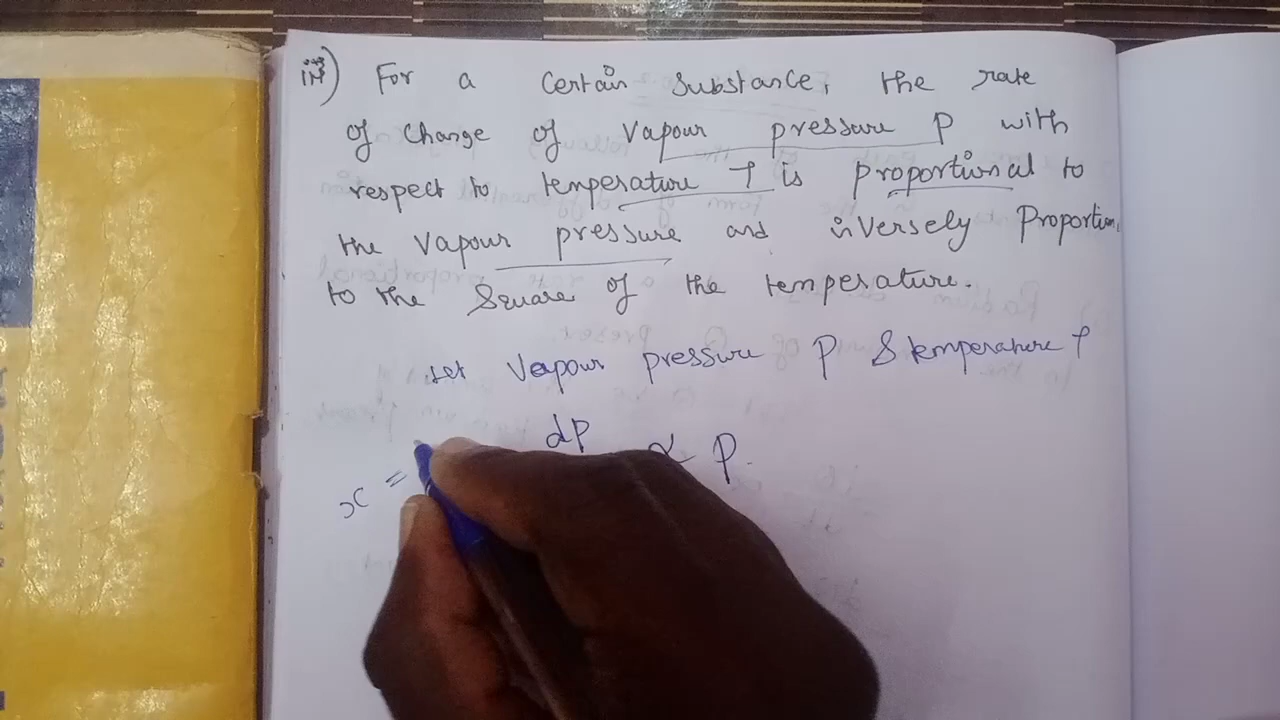 iii) For a certain substance, the rate
of change of vapour pressure P with
respect to temperature T is proportional to
the vapour pressure and inversely Proportion
to the Square of the temperature.
Let Vapour pressure P & temperature T
dP ∝ P.
x =